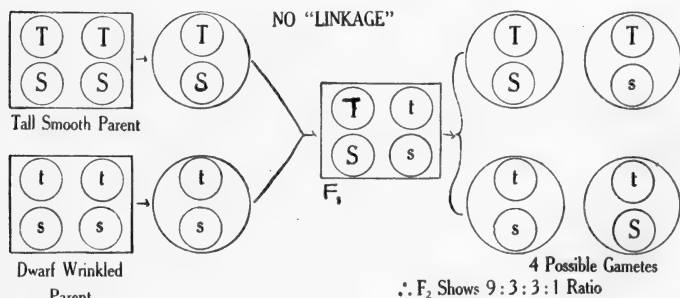 NO "LINKAGE"
T T
S S
T
S
Tall Smooth Parent
t t
s s
t
s
Dwarf Wrinkled
Parent
T t
S s
F₁
T
S
T
s
t
s
t
S
4 Possible Gametes
∴ F₂ Shows 9 : 3 : 3 : 1 Ratio